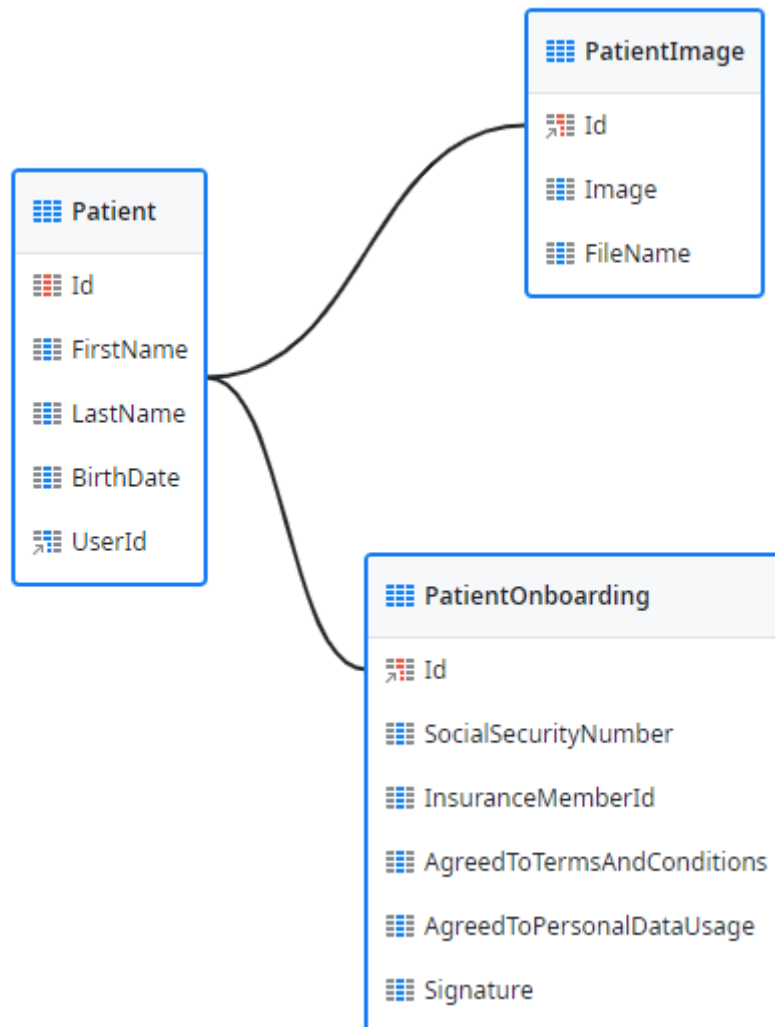 PatientImage
Id
Image
FileName
Patient
Id
FirstName
LastName
BirthDate
UserId
PatientOnboarding
Id
SocialSecurityNumber
InsuranceMemberId
AgreedToTermsAndConditions
AgreedToPersonalDataUsage
Signature